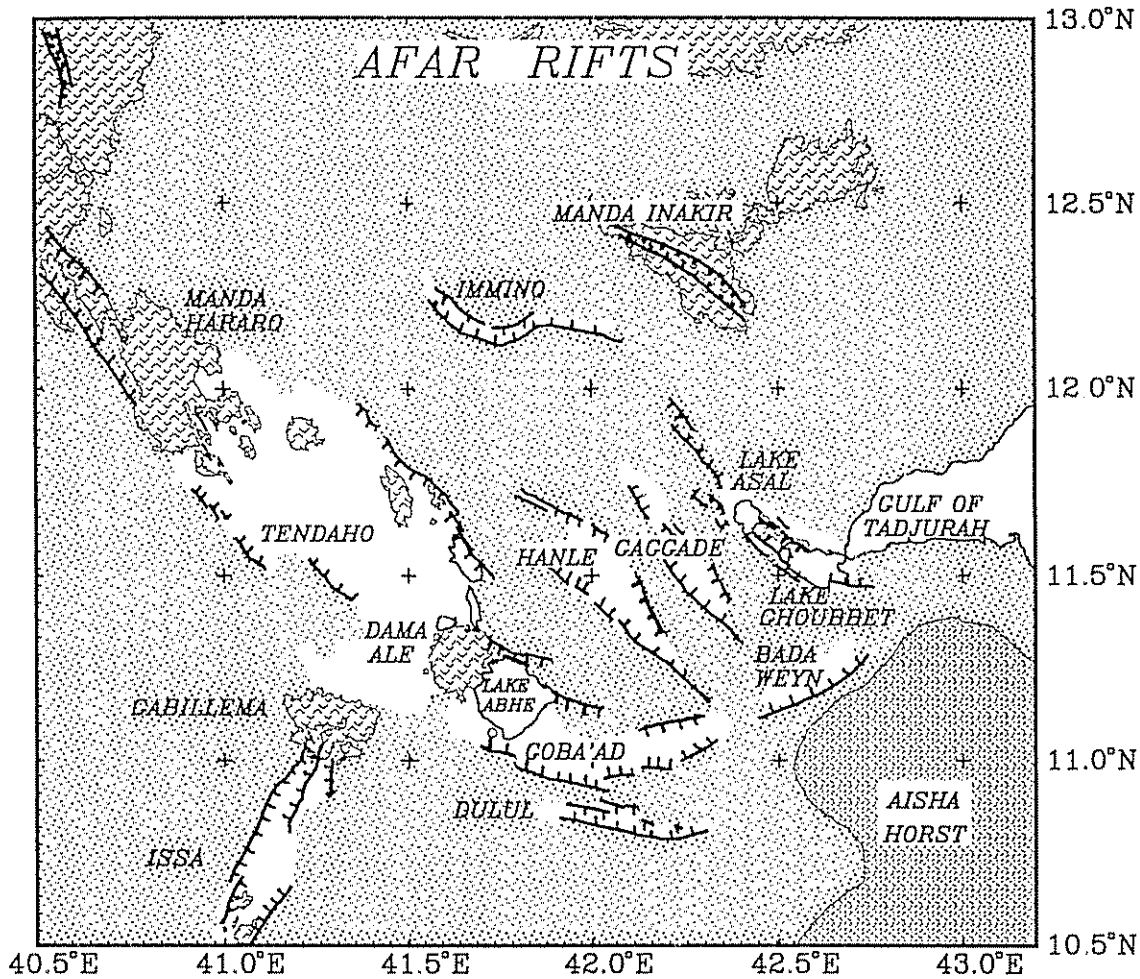 AFAR RIFTS
13.0°N
12.5°N
MANDA INAKIR
IMMINO
MANDA
HARARO
12.0°N
LAKE
ASAL
GULF OF
TADJURAH
TENDAHO
HANLE
GAGGADE
11.5°N
LAKE
GHOUBBET
DAMA
ALE
BADA
WEYN
LAKE
ABHE
GABILLEMA
GOBA'AD
11.0°N
DULUL
AISHA
HORST
ISSA
10.5°N
40.5°E 41.0°E 41.5°E 42.0°E 42.5°E 43.0°E